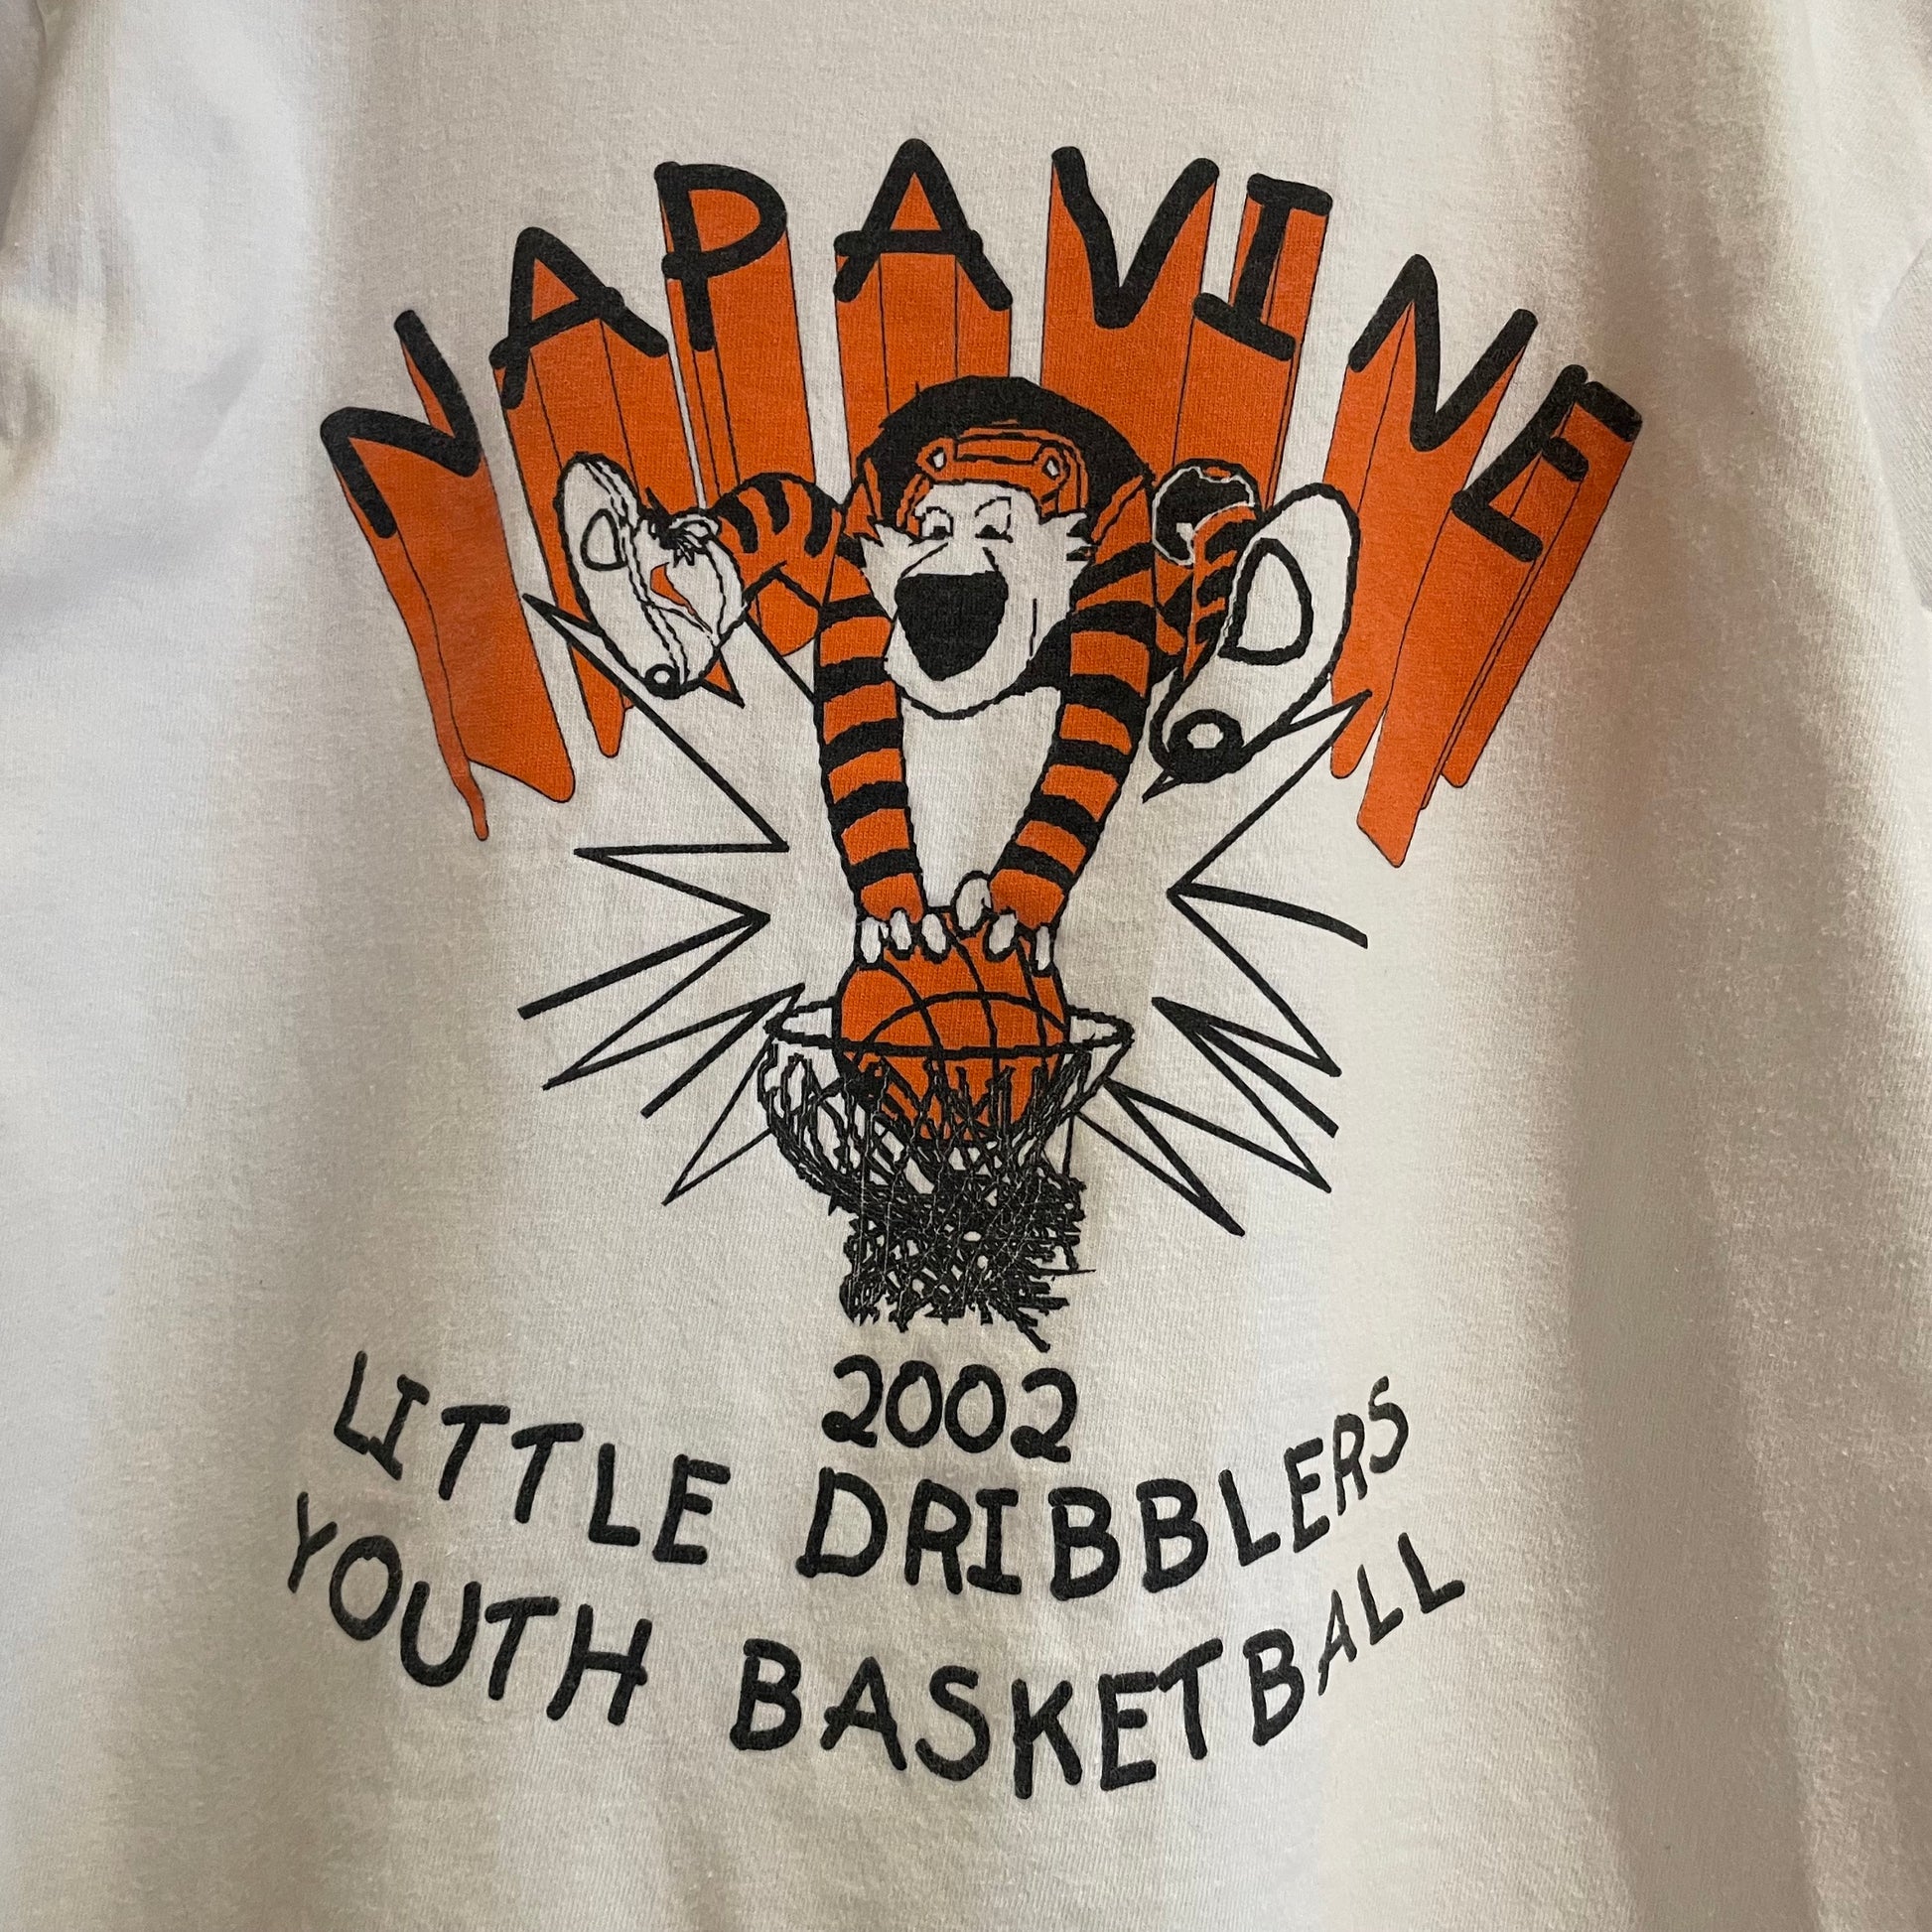 NAPAVINE
2002
LITTLE DRIBBLERS
YOUTH BASKETBALL